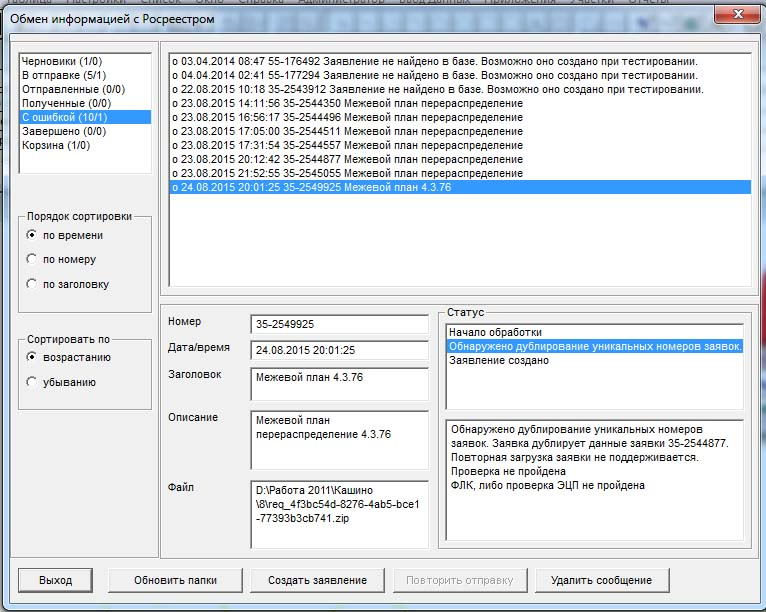 Обмен информацией с Росреестром
Черновики (1/0)
В отправке (5/1)
Отправленные (0/0)
Полученные (0/0)
С ошибкой (10/1)
Завершено (0/0)
Корзина (1/0)
Порядок сортировки
по времени
по номеру
по заголовку
Сортировать по
возрастанию
убыванию
о 03.04.2014 08:47 55-176492 Заявление не найдено в базе. Возможно оно создано при тестировании.
о 04.04.2014 02:41 55-177294 Заявление не найдено в базе. Возможно оно создано при тестировании.
о 22.08.2015 10:18 35-2543912 Заявление не найдено в базе. Возможно оно создано при тестировании.
о 23.08.2015 14:11:56 35-2544350 Межевой план перераспределение
о 23.08.2015 16:56:17 35-2544496 Межевой план перераспределение
о 23.08.2015 17:05:00 35-2544511 Межевой план перераспределение
о 23.08.2015 17:31:54 35-2544557 Межевой план перераспределение
о 23.08.2015 20:12:42 35-2544877 Межевой план перераспределение
о 23.08.2015 21:52:55 35-2545055 Межевой план перераспределение
о 24.08.2015 20:01:25 35-2549925 Межевой план 4.3.76
Номер
35-2549925
Дата/время
24.08.2015 20:01:25
Заголовок
Межевой план 4.3.76
Описание
Межевой план
перераспределение 4.3.76
Файл
D:\Работа 2011\Кашино
\8\req_4f3bc54d-8276-4ab5-bce1
-77393b3cb741.zip
Статус
Начало обработки
Обнаружено дублирование уникальных номеров заявок.
Заявление создано
Обнаружено дублирование уникальных номеров
заявок. Заявка дублирует данные заявки 35-2544877.
Повторная загрузка заявки не поддерживается.
Проверка не пройдена
ФЛК, либо проверка ЭЦП не пройдена
Выход
Обновить папки
Создать заявление
Повторить отправку
Удалить сообщение